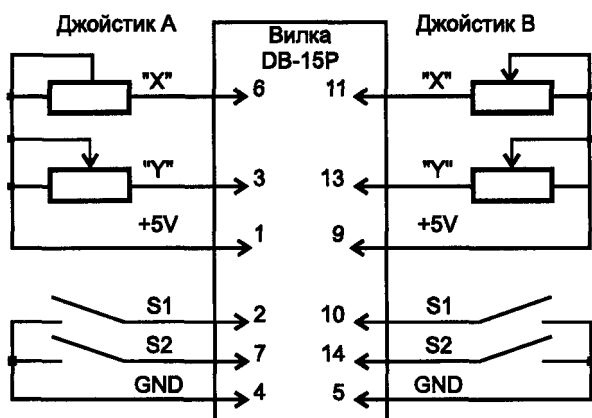 Джойстик А
Вилка
DB-15P
Джойстик В
"X"
6
11
"X"
"Y"
3
13
"Y"
+5V
1
9
+5V
S1
2
10
S1
S2
7
14
S2
GND
4
5
GND